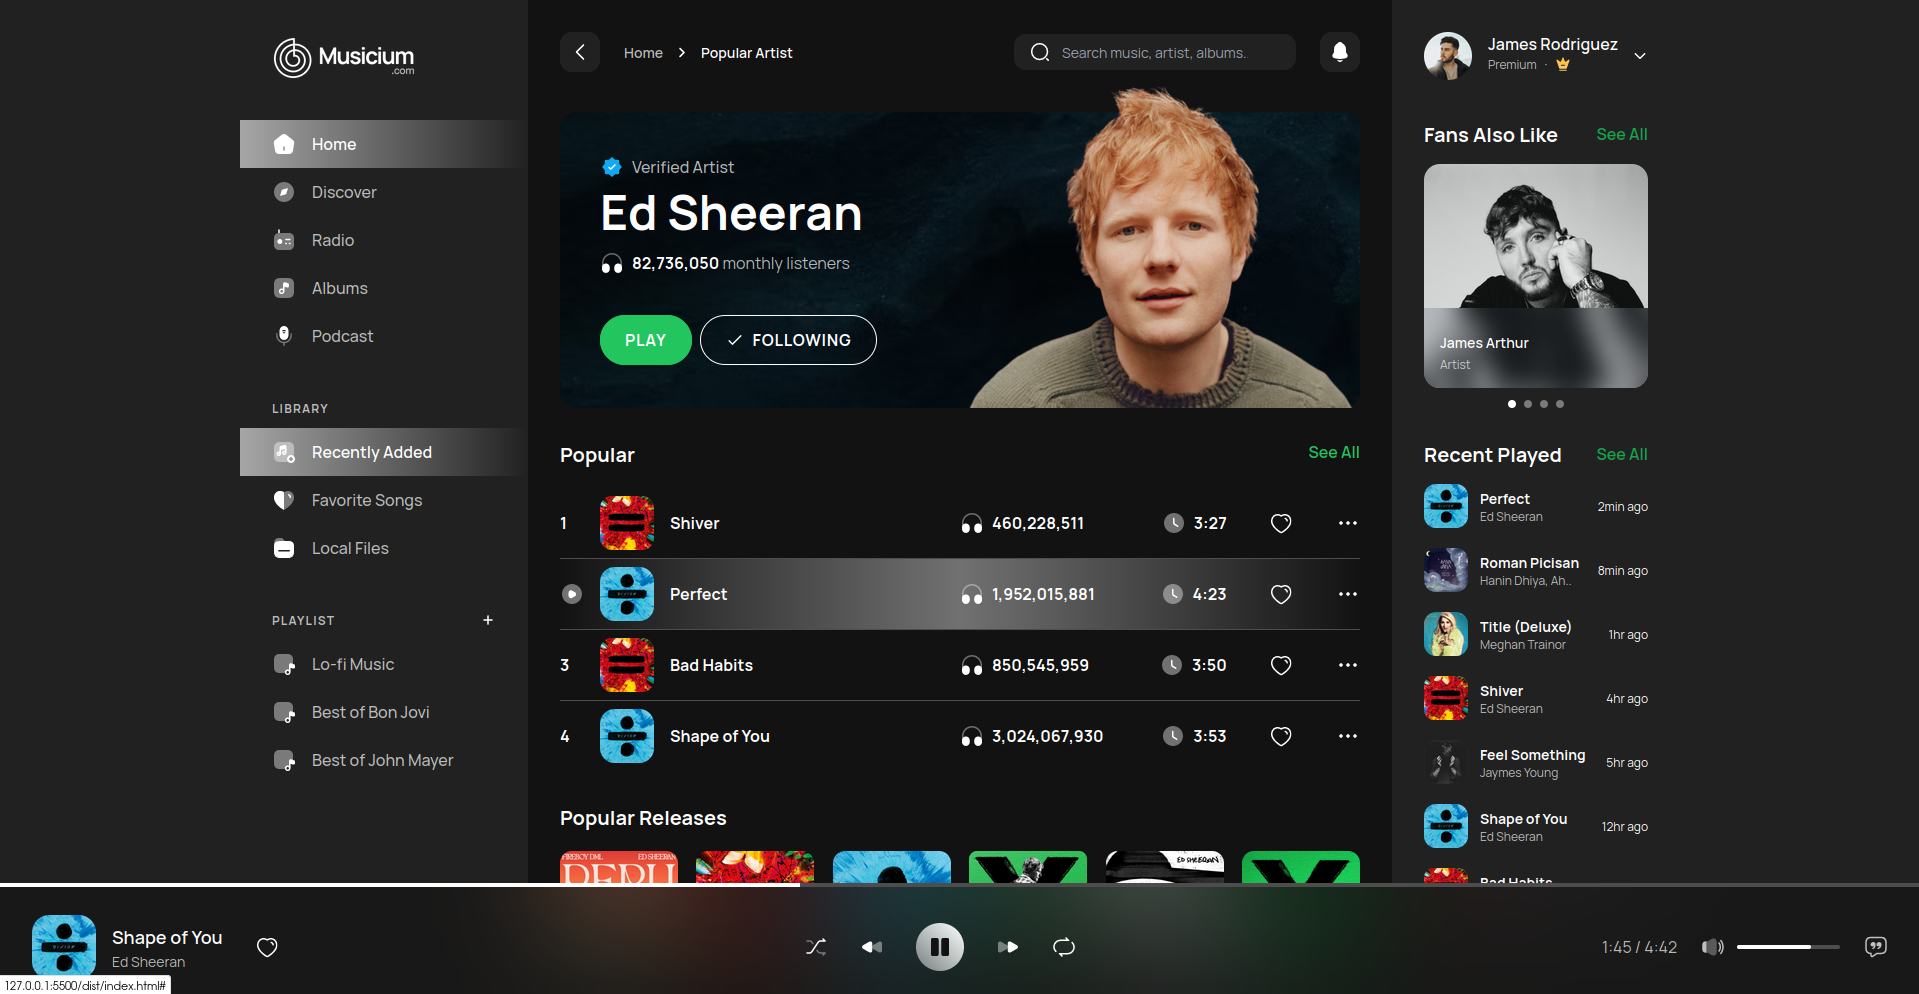 Musicium
.com
Home
Discover
Radio
Albums
Podcast
LIBRARY
Recently Added
Favorite Songs
Local Files
PLAYLIST +
Lo-fi Music
Best of Bon Jovi
Best of John Mayer
Home > Popular Artist
Search music, artist, albums.
Verified Artist
Ed Sheeran
82,736,050 monthly listeners
PLAY
FOLLOWING
Popular See All
1 Shiver 460,228,511 3:27
Perfect 1,952,015,881 4:23
3 Bad Habits 850,545,959 3:50
4 Shape of You 3,024,067,930 3:53
Popular Releases
FIREBOY DML ED SHEERAN
PERU
ED SHEERAN
James Rodriguez
Premium ·
Fans Also Like See All
James Arthur
Artist
Recent Played See All
Perfect
Ed Sheeran
2min ago
Roman Picisan
Hanin Dhiya, Ah..
8min ago
Title (Deluxe)
Meghan Trainor
1hr ago
Shiver
Ed Sheeran
4hr ago
Feel Something
Jaymes Young
5hr ago
Shape of You
Ed Sheeran
12hr ago
Bad Habits
Shape of You
Ed Sheeran
1:45 / 4:42
127.0.0.1:5500/dist/index.html#